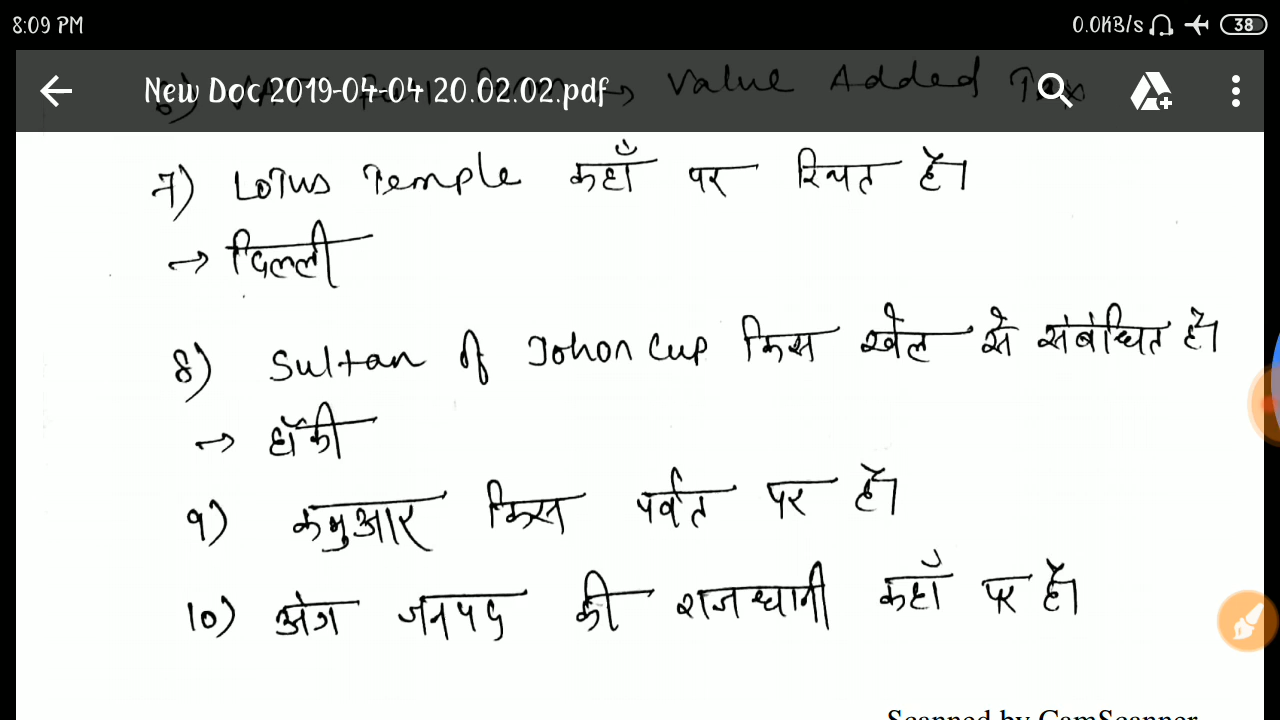 8:09 PM 0.0KB/s 38
New Doc 2019-04-04 20.02.02.pdf
→ Value Added Tax
7) Lotus Temple कहाँ पर स्थित है।
→ दिल्ली
8) Sultan of Johor Cup किस खेल से संबंधित है।
→ हॉकी
9) किस पर्वत पर है।
10) अंग जनपद की राजधानी कहाँ पर है।
Scanned by CamScanner